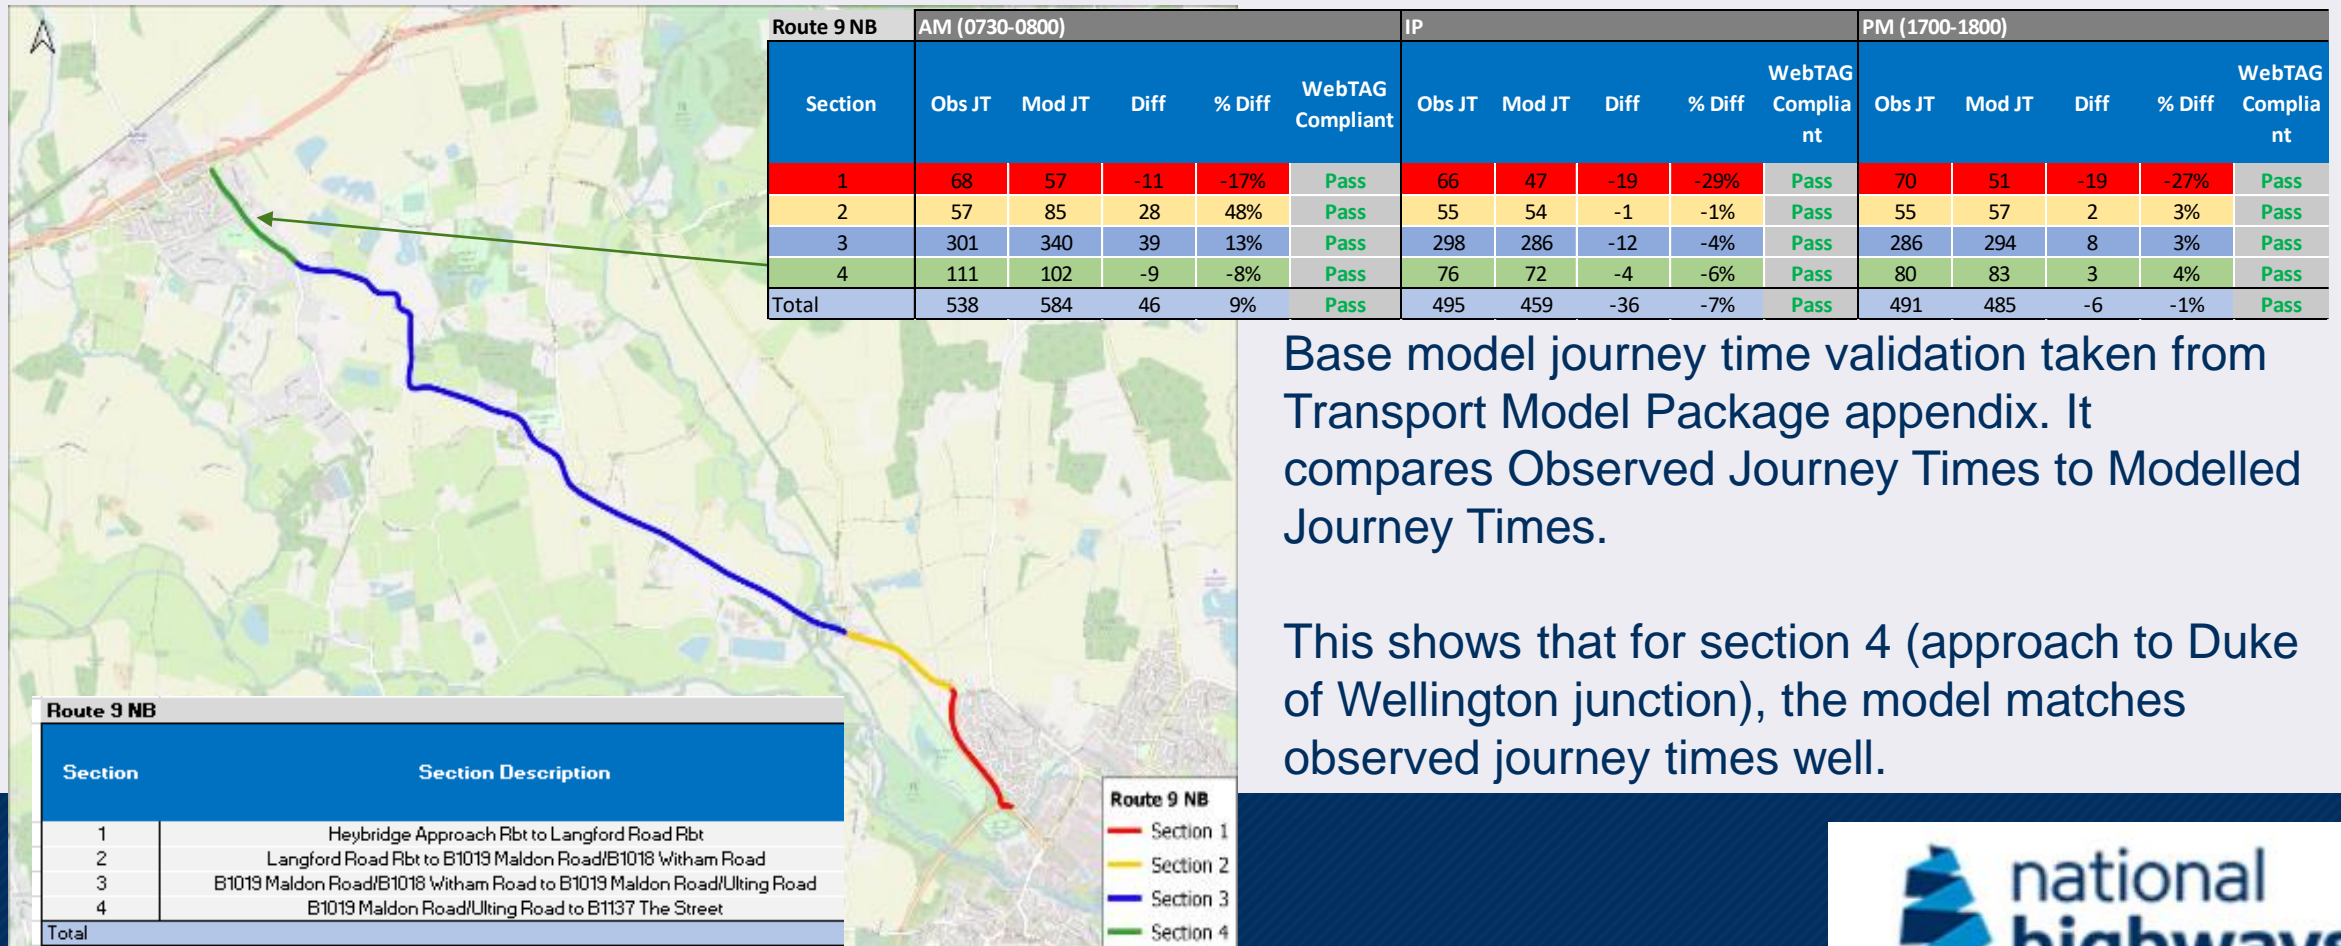 Route 9 NB AM (0730-0800) IP PM (1700-1800)
Section Obs JT Mod JT Diff % Diff WebTAG Compliant Obs JT Mod JT Diff % Diff WebTAG Complia nt Obs JT Mod JT Diff % Diff WebTAG Complia nt
1 68 57 -11 -17% Pass 66 47 -19 -29% Pass 70 51 -19 -27% Pass
2 57 85 28 48% Pass 55 54 -1 -1% Pass 55 57 2 3% Pass
3 301 340 39 13% Pass 298 286 -12 -4% Pass 286 294 8 3% Pass
4 111 102 -9 -8% Pass 76 72 -4 -6% Pass 80 83 3 4% Pass
Total 538 584 46 9% Pass 495 459 -36 -7% Pass 491 485 -6 -1% Pass
Base model journey time validation taken from
Transport Model Package appendix. It
compares Observed Journey Times to Modelled
Journey Times.
This shows that for section 4 (approach to Duke
of Wellington junction), the model matches
observed journey times well.
Route 9 NB
Section Section Description
1 Heybridge Approach Rbt to Langford Road Rbt
2 Langford Road Rbt to B1019 Maldon Road/B1018 Witham Road
3 B1019 Maldon Road/B1018 Witham Road to B1019 Maldon Road/Ulting Road
4 B1019 Maldon Road/Ulting Road to B1137 The Street
Total
Route 9 NB
Section 1
Section 2
Section 3
Section 4
national
highways